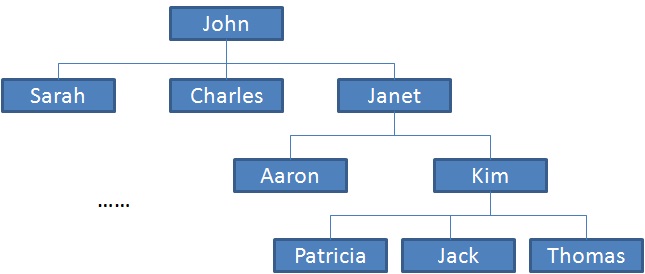 John
Sarah Charles Janet
Aaron Kim
......
Patricia Jack Thomas